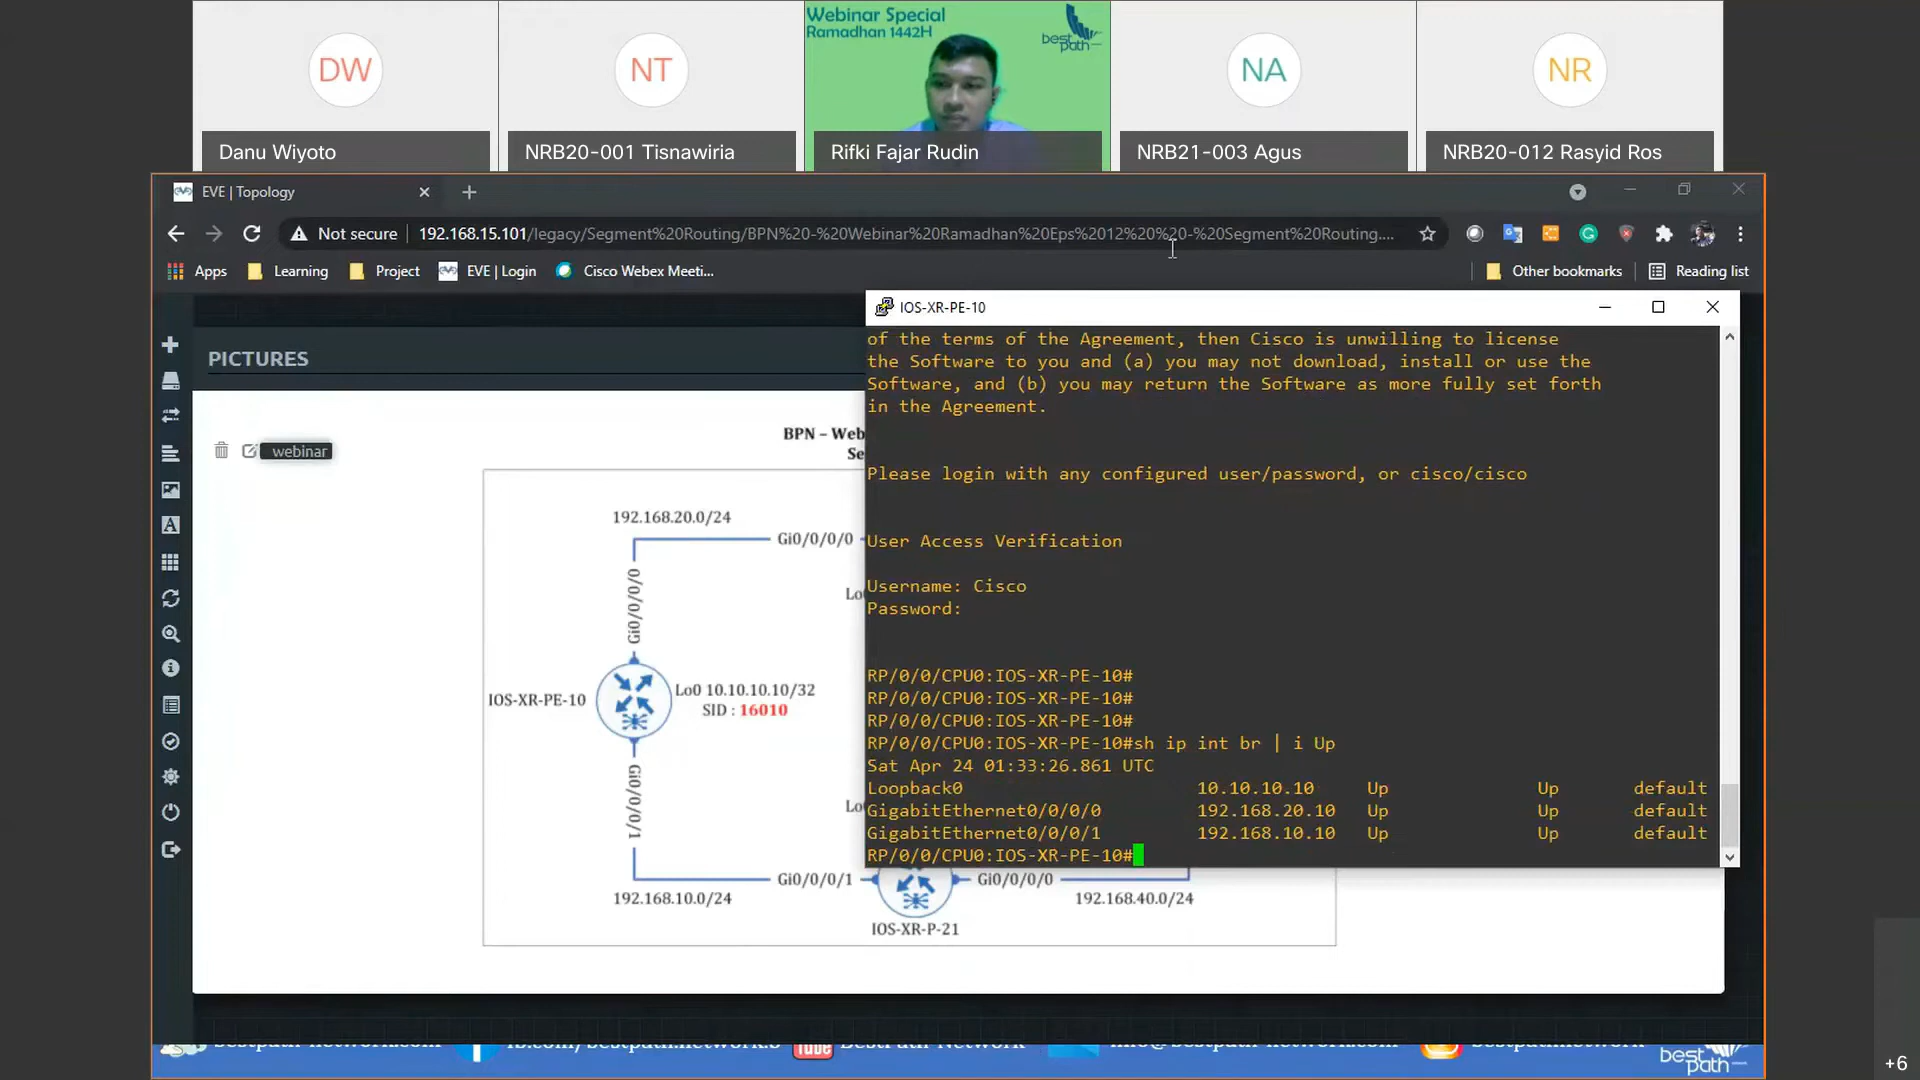 DW
NT
Webinar Special
Ramadhan 1442H
best
path
NA
NR
Danu Wiyoto
NRB20-001 Tisnawiria
Rifki Fajar Rudin
NRB21-003 Agus
NRB20-012 Rasyid Ros
EVE | Topology
Not secure
192.168.15.101/legacy/Segment%20Routing/BPN%20-%20Webinar%20Ramadhan%20Eps%2012%20%20-%20Segment%20Routing....
Apps
Learning
Project
EVE | Login
Cisco Webex Meeti...
Other bookmarks
Reading list
PICTURES
webinar
BPN – Web
Se
192.168.20.0/24
Gi0/0/0/0
Gi0/0/0/0
Lo
IOS-XR-PE-10
Lo0 10.10.10.10/32
SID : 16010
Gi0/0/0/1
Lo
Gi0/0/0/1
Gi0/0/0/0
192.168.10.0/24
192.168.40.0/24
IOS-XR-P-21
IOS-XR-PE-10
of the terms of the Agreement, then Cisco is unwilling to license
the Software to you and (a) you may not download, install or use the
Software, and (b) you may return the Software as more fully set forth
in the Agreement.
Please login with any configured user/password, or cisco/cisco
User Access Verification
Username: Cisco
Password:
RP/0/0/CPU0:IOS-XR-PE-10#
RP/0/0/CPU0:IOS-XR-PE-10#
RP/0/0/CPU0:IOS-XR-PE-10#
RP/0/0/CPU0:IOS-XR-PE-10#sh ip int br | i Up
Sat Apr 24 01:33:26.861 UTC
Loopback0 10.10.10.10 Up Up default
GigabitEthernet0/0/0/0 192.168.20.10 Up Up default
GigabitEthernet0/0/0/1 192.168.10.10 Up Up default
RP/0/0/CPU0:IOS-XR-PE-10#
Tube
best
path
+6